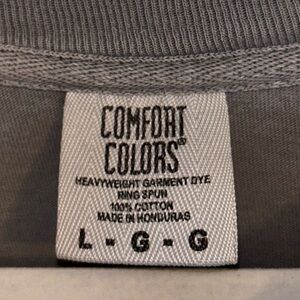 COMFORT
COLORS®
HEAVYWEIGHT GARMENT DYE
RING SPUN
100% COTTON
MADE IN HONDURAS
L - G - G